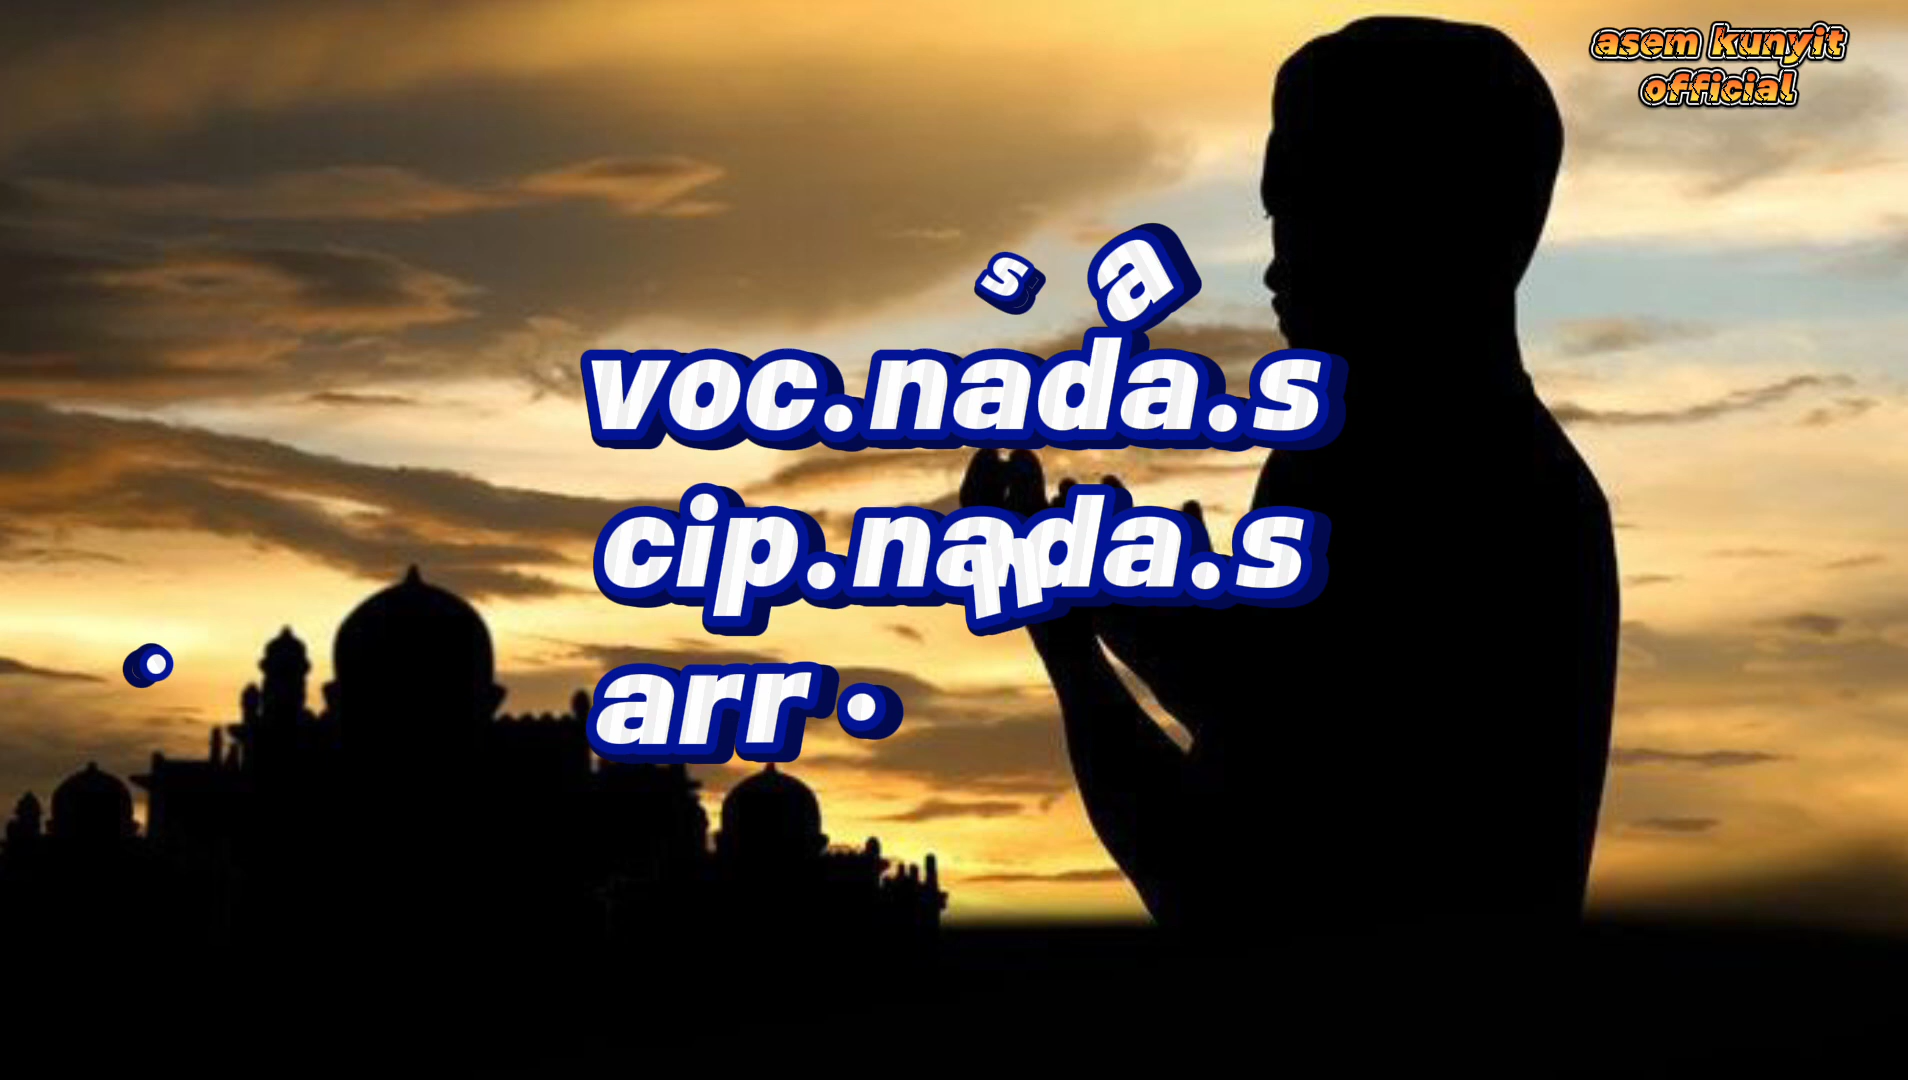 asem kunyit
official
voc.nada.s
cip.nada.s
arr.